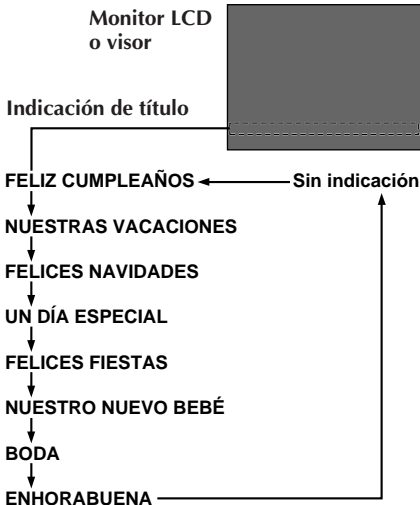 Monitor LCD
o visor
Indicación de título
FELIZ CUMPLEAÑOS
Sin indicación
NUESTRAS VACACIONES
FELICES NAVIDADES
UN DÍA ESPECIAL
FELICES FIESTAS
NUESTRO NUEVO BEBÉ
BODA
ENHORABUENA